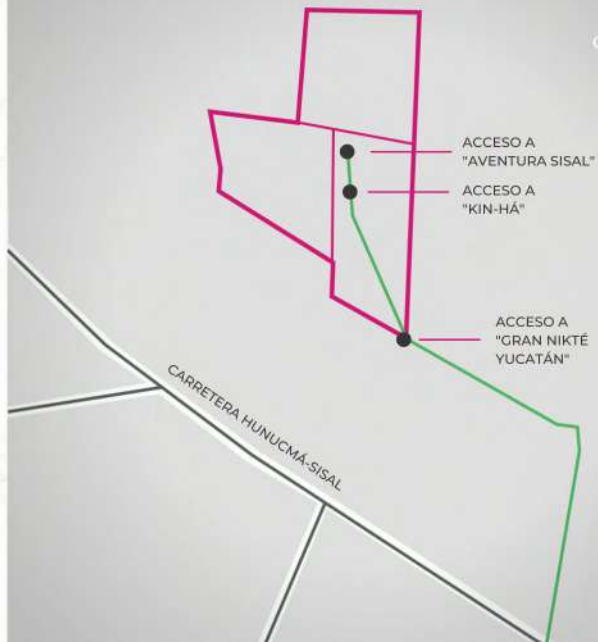 ACCESO A
"AVENTURA SISAL"
ACCESO A
"KIN-HÁ"
ACCESO A
"GRAN NIKTÉ
YUCATÁN"
CARRETERA HUNUCMÁ-SISAL